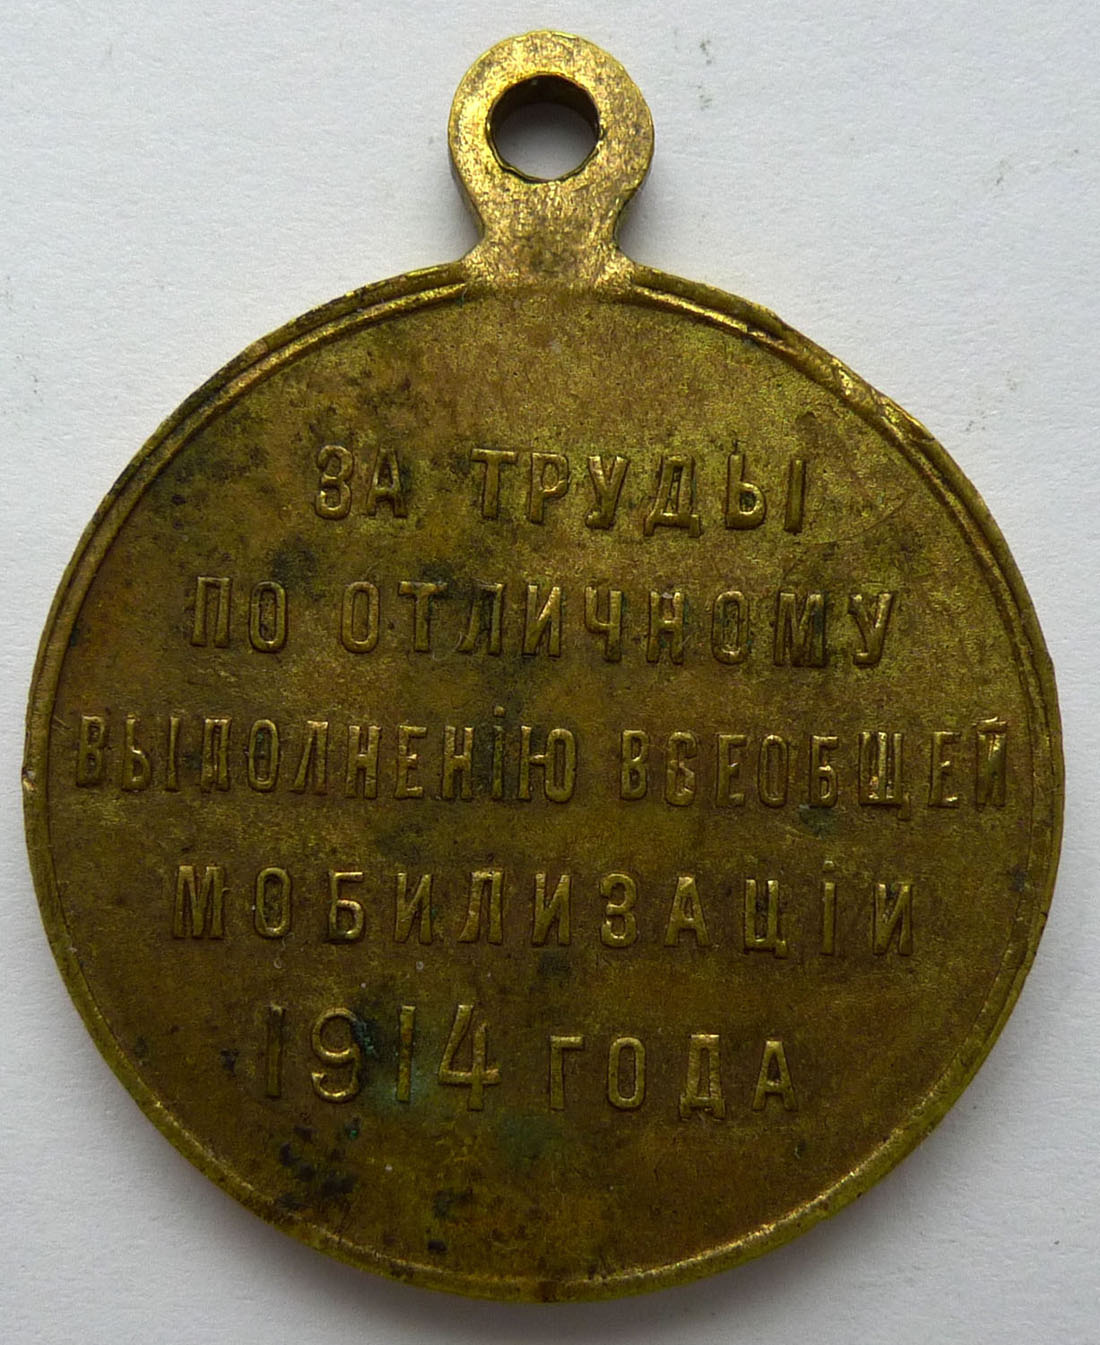 ЗА ТРУДЫ
ПО ОТЛИЧНОМУ
ВЫПОЛНЕНІЮ ВСЕОБЩЕЙ
МОБИЛИЗАЦІИ
1914 ГОДА